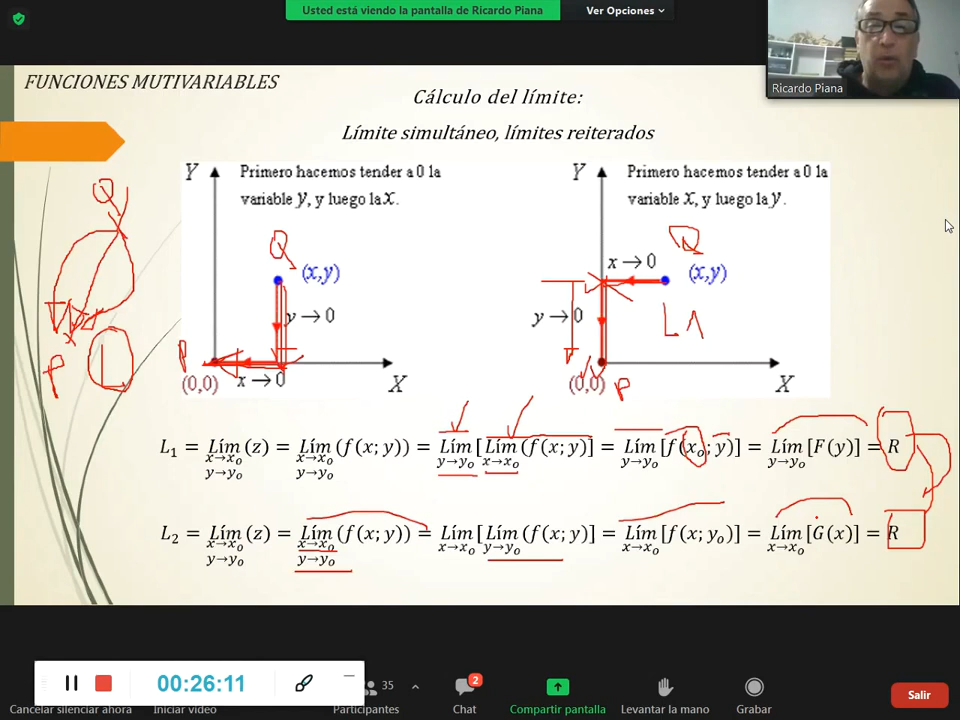 Usted está viendo la pantalla de Ricardo Piana
Ver Opciones
Ricardo Piana
FUNCIONES MUTIVARIABLES
Cálculo del límite:
Límite simultáneo, límites reiterados
Y
Primero hacemos tender a 0 la
variable y, y luego la x.
Q
(x,y)
y→0
P
(0,0)
x→0
X
Y
Primero hacemos tender a 0 la
variable x, y luego la y.
x→0
Q
(x,y)
y→0
L1
(0,0)
P
X
Q
P
L
L₁ = Lím(z) = Lím(f(x; y)) = Lím[Lím(f(x; y)] = Lím[f(x₀; y)] = Lím[F(y)] = R
x→x₀ x→x₀ y→y₀ x→x₀ y→y₀ y→y₀
y→y₀ y→y₀
L₂ = Lím(z) = Lím(f(x; y)) = Lím[Lím(f(x; y)] = Lím[f(x; y₀)] = Lím[G(x)] = R
x→x₀ x→x₀ x→x₀ y→y₀ x→x₀ x→x₀
y→y₀ y→y₀
00:26:11
35
2
Cancelar silenciar ahora
Iniciar video
Participantes
Chat
Compartir pantalla
Levantar la mano
Grabar
Salir